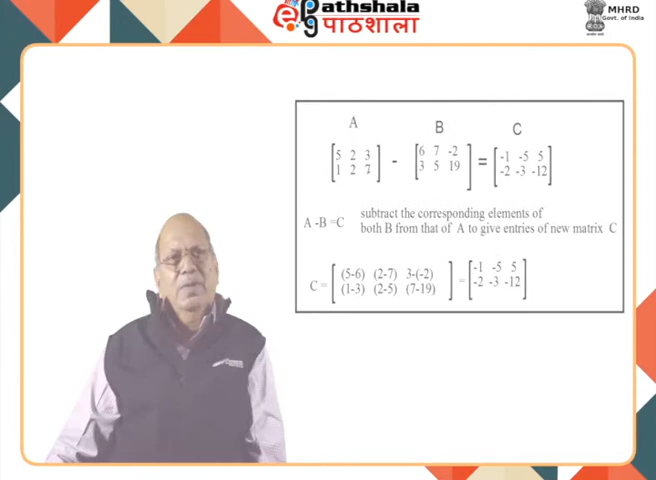 epgpathshala
पाठशाला
MHRD
Govt. of India
A B C
[5 2 3 - [6 7 -2 = [-1 -5 5
1 2 7] 3 5 19] -2 -3 -12]
A -B =C subtract the corresponding elements of
both B from that of A to give entries of new matrix C
C = [(5-6) (2-7) 3-(-2) = [-1 -5 5
(1-3) (2-5) (7-19)] -2 -3 -12]